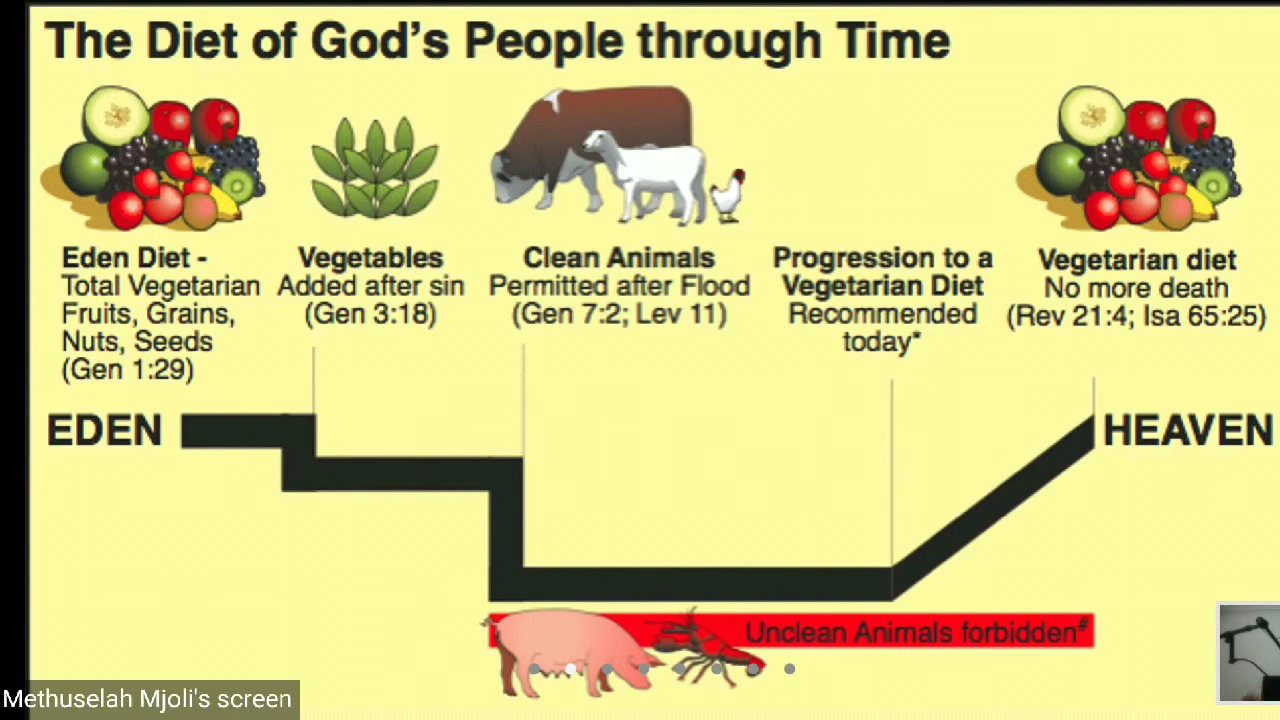 The Diet of God's People through Time
Eden Diet -
Total Vegetarian
Fruits, Grains,
Nuts, Seeds
(Gen 1:29)
Vegetables
Added after sin
(Gen 3:18)
Clean Animals
Permitted after Flood
(Gen 7:2; Lev 11)
Progression to a
Vegetarian Diet
Recommended
today*
Vegetarian diet
No more death
(Rev 21:4; Isa 65:25)
EDEN
HEAVEN
Unclean Animals forbidden#
Methuselah Mjoli's screen